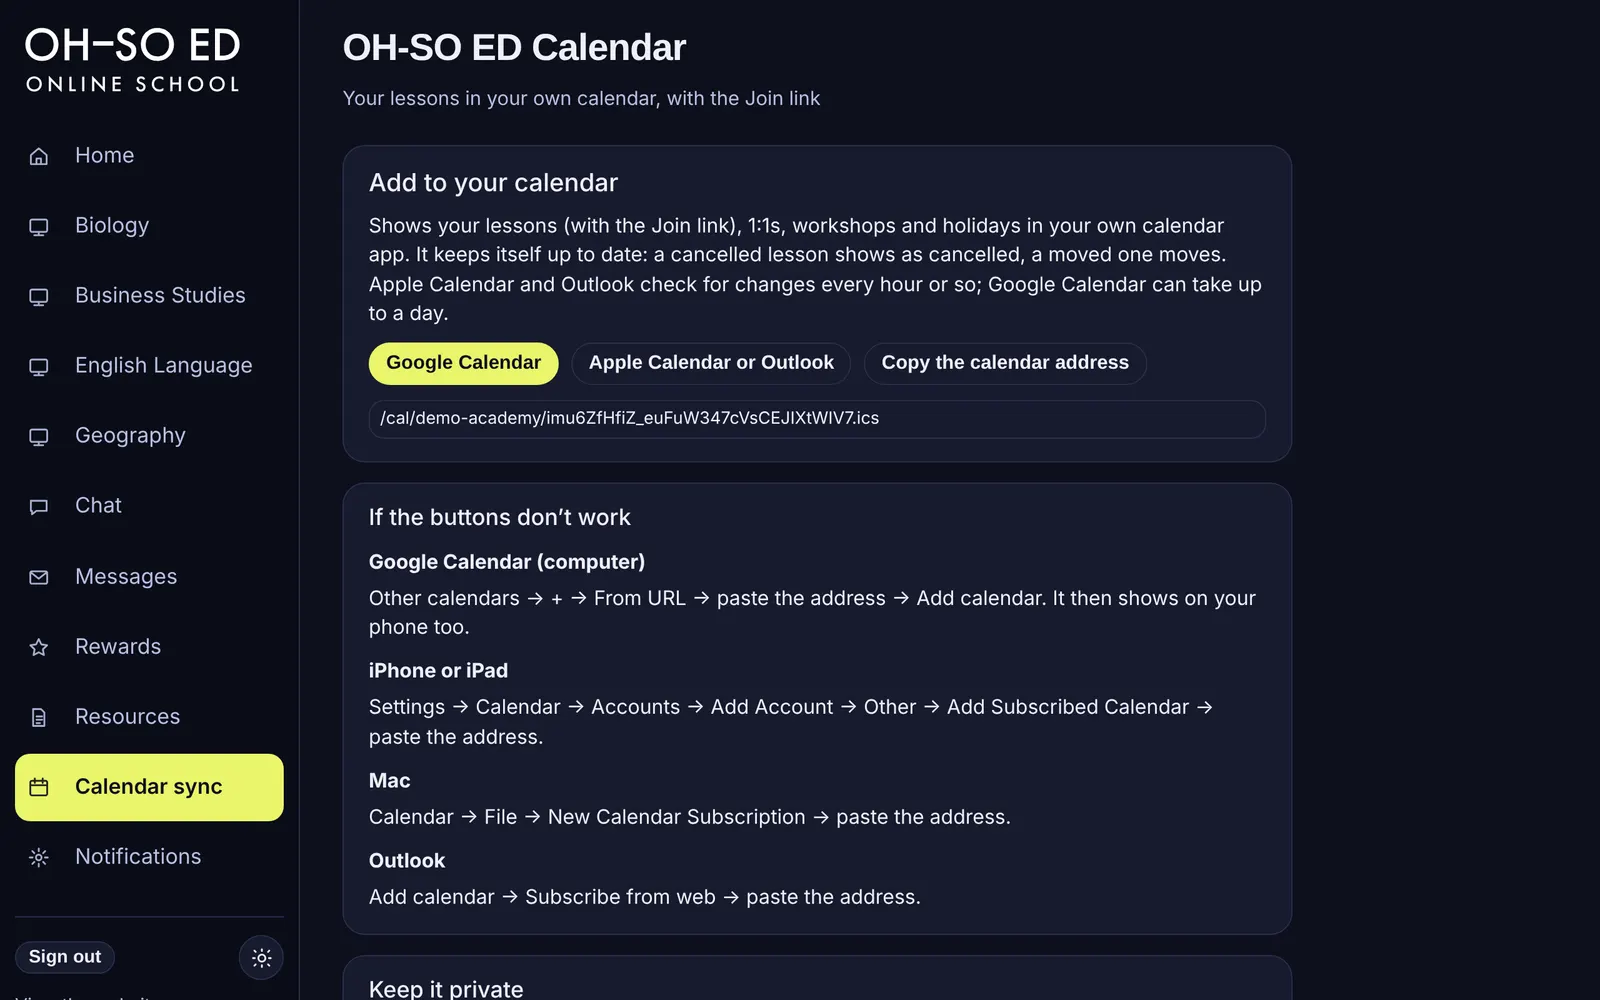 OH-SO ED
ONLINE SCHOOL
Home
Biology
Business Studies
English Language
Geography
Chat
Messages
Rewards
Resources
Calendar sync
Notifications
Sign out
OH-SO ED Calendar
Your lessons in your own calendar, with the Join link
Add to your calendar
Shows your lessons (with the Join link), 1:1s, workshops and holidays in your own calendar
app. It keeps itself up to date: a cancelled lesson shows as cancelled, a moved one moves.
Apple Calendar and Outlook check for changes every hour or so; Google Calendar can take up
to a day.
Google Calendar
Apple Calendar or Outlook
Copy the calendar address
/cal/demo-academy/imu6ZfHfiZ_euFuW347cVsCEJIXtWIV7.ics
If the buttons don’t work
Google Calendar (computer)
Other calendars → + → From URL → paste the address → Add calendar. It then shows on your
phone too.
iPhone or iPad
Settings → Calendar → Accounts → Add Account → Other → Add Subscribed Calendar →
paste the address.
Mac
Calendar → File → New Calendar Subscription → paste the address.
Outlook
Add calendar → Subscribe from web → paste the address.
Keep it private